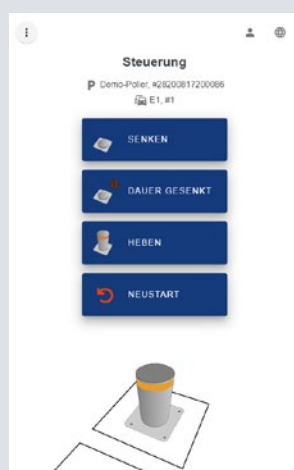 Steuerung
P Demo-Poller, #28200817200086
E1, #1
SENKEN
DAUER GESENKT
HEBEN
NEUSTART